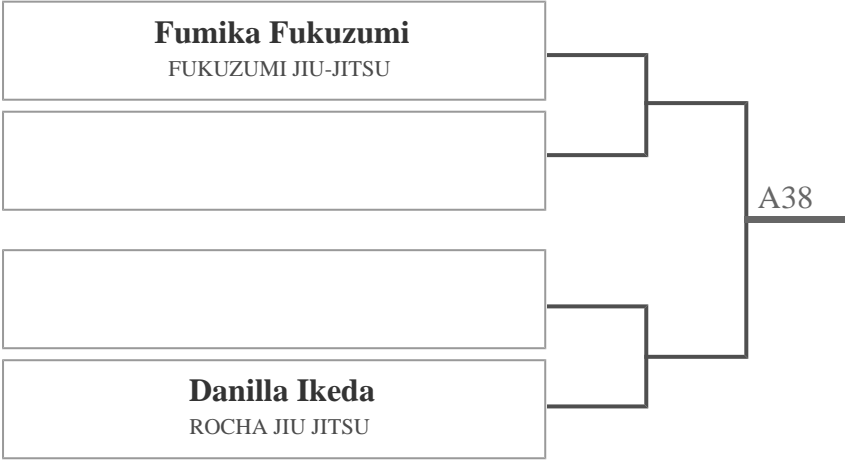 Fumika Fukuzumi
FUKUZUMI JIU-JITSU
A38
Danilla Ikeda
ROCHA JIU JITSU